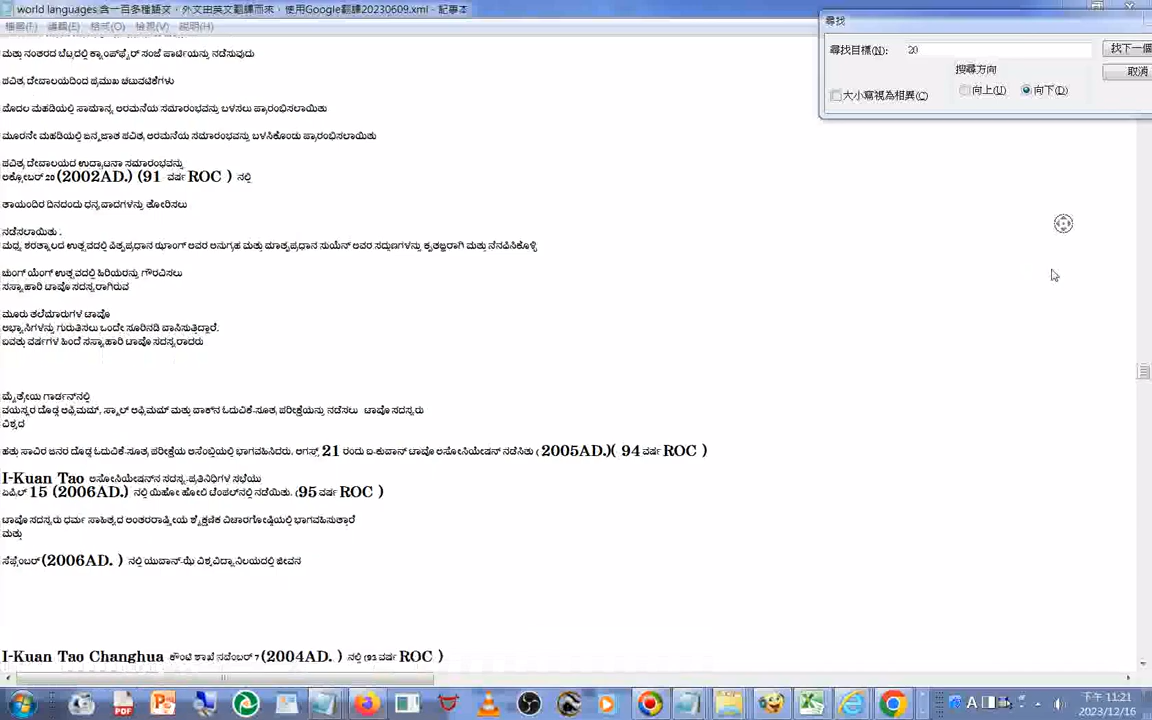 world languages 含一百多種語文，外文由英文翻譯而來，使用Google翻譯20230609.xml - 記事本
檔案(F) 編輯(E) 格式(O) 檢視(V) 說明(H)
尋找
尋找目標(N): 20
找下一個
搜尋方向
取消
大小寫視為相異(C)
向上(U) 向下(D)
ಮತ್ತು ನಂತರದ ಬೆಟ್ಟದಲ್ಲಿ ಕ್ಯಾಂಪ್‌ಫೈರ್ ಸಂಜೆ ಪಾರ್ಟಿಯನ್ನು ನಡೆಸುವುದು
ಪವಿತ್ರ ದೇವಾಲಯದಿಂದ ಪ್ರಮುಖ ಚಟುವಟಿಕೆಗಳು
ಮೊದಲ ಮಹಡಿಯಲ್ಲಿ ಸಾಮಾನ್ಯ ಅರಮನೆಯ ಸಮಾರಂಭವನ್ನು ಬಳಸಲು ಪ್ರಾರಂಭಿಸಲಾಯಿತು
ಮೂರನೇ ಮಹಡಿಯಲ್ಲಿ ಜನ್ಮಜಾತ ಪವಿತ್ರ ಅರಮನೆಯ ಸಮಾರಂಭವನ್ನು ಬಳಸಿಕೊಂಡು ಪ್ರಾರಂಭಿಸಲಾಯಿತು
ಪವಿತ್ರ ದೇವಾಲಯದ ಉದ್ಘಾಟನಾ ಸಮಾರಂಭವನ್ನು
ಅಕ್ಟೋಬರ್ 20 (2002AD.) (91 ವರ್ಷ ROC ) ನಲ್ಲಿ
ತಾಯಂದಿರ ದಿನದಂದು ಧನ್ಯವಾದಗಳನ್ನು ತೋರಿಸಲು
ನಡೆಸಲಾಯಿತು .
ಮಧ್ಯ ಶರತ್ಕಾಲದ ಉತ್ಸವದಲ್ಲಿ ಪಿತೃಪ್ರಧಾನ ಝಾಂಗ್ ಅವರ ಅನುಗ್ರಹ ಮತ್ತು ಮಾತೃಪ್ರಧಾನ ಸುಯೆನ್ ಅವರ ಸದ್ಗುಣಗಳನ್ನು ಕೃತಜ್ಞರಾಗಿ ಮತ್ತು ನೆನಪಿಸಿಕೊಳ್ಳಿ
ಚುಂಗ್ ಯೆಂಗ್ ಉತ್ಸವದಲ್ಲಿ ಹಿರಿಯರನ್ನು ಗೌರವಿಸಲು
ಸಸ್ಯಾಹಾರಿ ಟಾವೊ ಸದಸ್ಯರಾಗಿರುವ
ಮೂರು ತಲೆಮಾರುಗಳ ಟಾವೊ
ಅಭ್ಯಾಸಿಗಳನ್ನು ಗುರುತಿಸಲು ಒಂದೇ ಸೂರಿನಡಿ ವಾಸಿಸುತ್ತಿದ್ದಾರೆ.
ಐವತ್ತು ವರ್ಷಗಳ ಹಿಂದೆ ಸಸ್ಯಾಹಾರಿ ಟಾವೊ ಸದಸ್ಯರಾದರು
ಮೈತ್ರೇಯ ಗಾರ್ಡನ್‌ನಲ್ಲಿ
ವಯಸ್ಕರ ದೊಡ್ಡ ಅಫಿಮಮ್, ಸ್ಮಾಲ್ ಅಫಿಮಮ್ ಮತ್ತು ವಾಕ್‌ನ ಓದುವಿಕೆ-ಸೂತ್ರ ಪರೀಕ್ಷೆಯನ್ನು ನಡೆಸಲು ಟಾವೊ ಸದಸ್ಯರು
ವಿಶ್ವದ
ಹತ್ತು ಸಾವಿರ ಜನರ ದೊಡ್ಡ ಓದುವಿಕೆ-ಸೂತ್ರ ಪರೀಕ್ಷೆಯ ಅಸೆಂಬ್ಲಿಯಲ್ಲಿ ಭಾಗವಹಿಸಿದರು, ಆಗಸ್ಟ್ 21 ರಂದು ಐ-ಕುವಾನ್ ಟಾವೊ ಅಸೋಸಿಯೇಷನ್ ನಡೆಸಿತು ( 2005AD.)( 94 ವರ್ಷ ROC )
I-Kuan Tao ಅಸೋಸಿಯೇಷನ್‌ನ ಸದಸ್ಯ-ಪ್ರತಿನಿಧಿಗಳ ಸಭೆಯು
ಏಪ್ರಿಲ್ 15 (2006AD.) ನಲ್ಲಿ ಯಿಹೋ ಹೋಲಿ ಟೆಂಪಲ್‌ನಲ್ಲಿ ನಡೆಯಿತು. (95 ವರ್ಷ ROC )
ಟಾವೊ ಸದಸ್ಯರು ಧರ್ಮ ಸಾಹಿತ್ಯದ ಅಂತರರಾಷ್ಟ್ರೀಯ ಶೈಕ್ಷಣಿಕ ವಿಚಾರಗೋಷ್ಠಿಯಲ್ಲಿ ಭಾಗವಹಿಸುತ್ತಾರೆ
ಮತ್ತು
ಸೆಪ್ಟೆಂಬರ್ (2006AD. ) ನಲ್ಲಿ ಯುವಾನ್-ಝೆ ವಿಶ್ವವಿದ್ಯಾನಿಲಯದಲ್ಲಿ ಜೀವನ
I-Kuan Tao Changhua ಕೌಂಟಿ ಶಾಖೆ ನವೆಂಬರ್ 7 (2004AD. ) ನಲ್ಲಿ (93 ವರ್ಷ ROC )
下午 11:21
2023/12/16